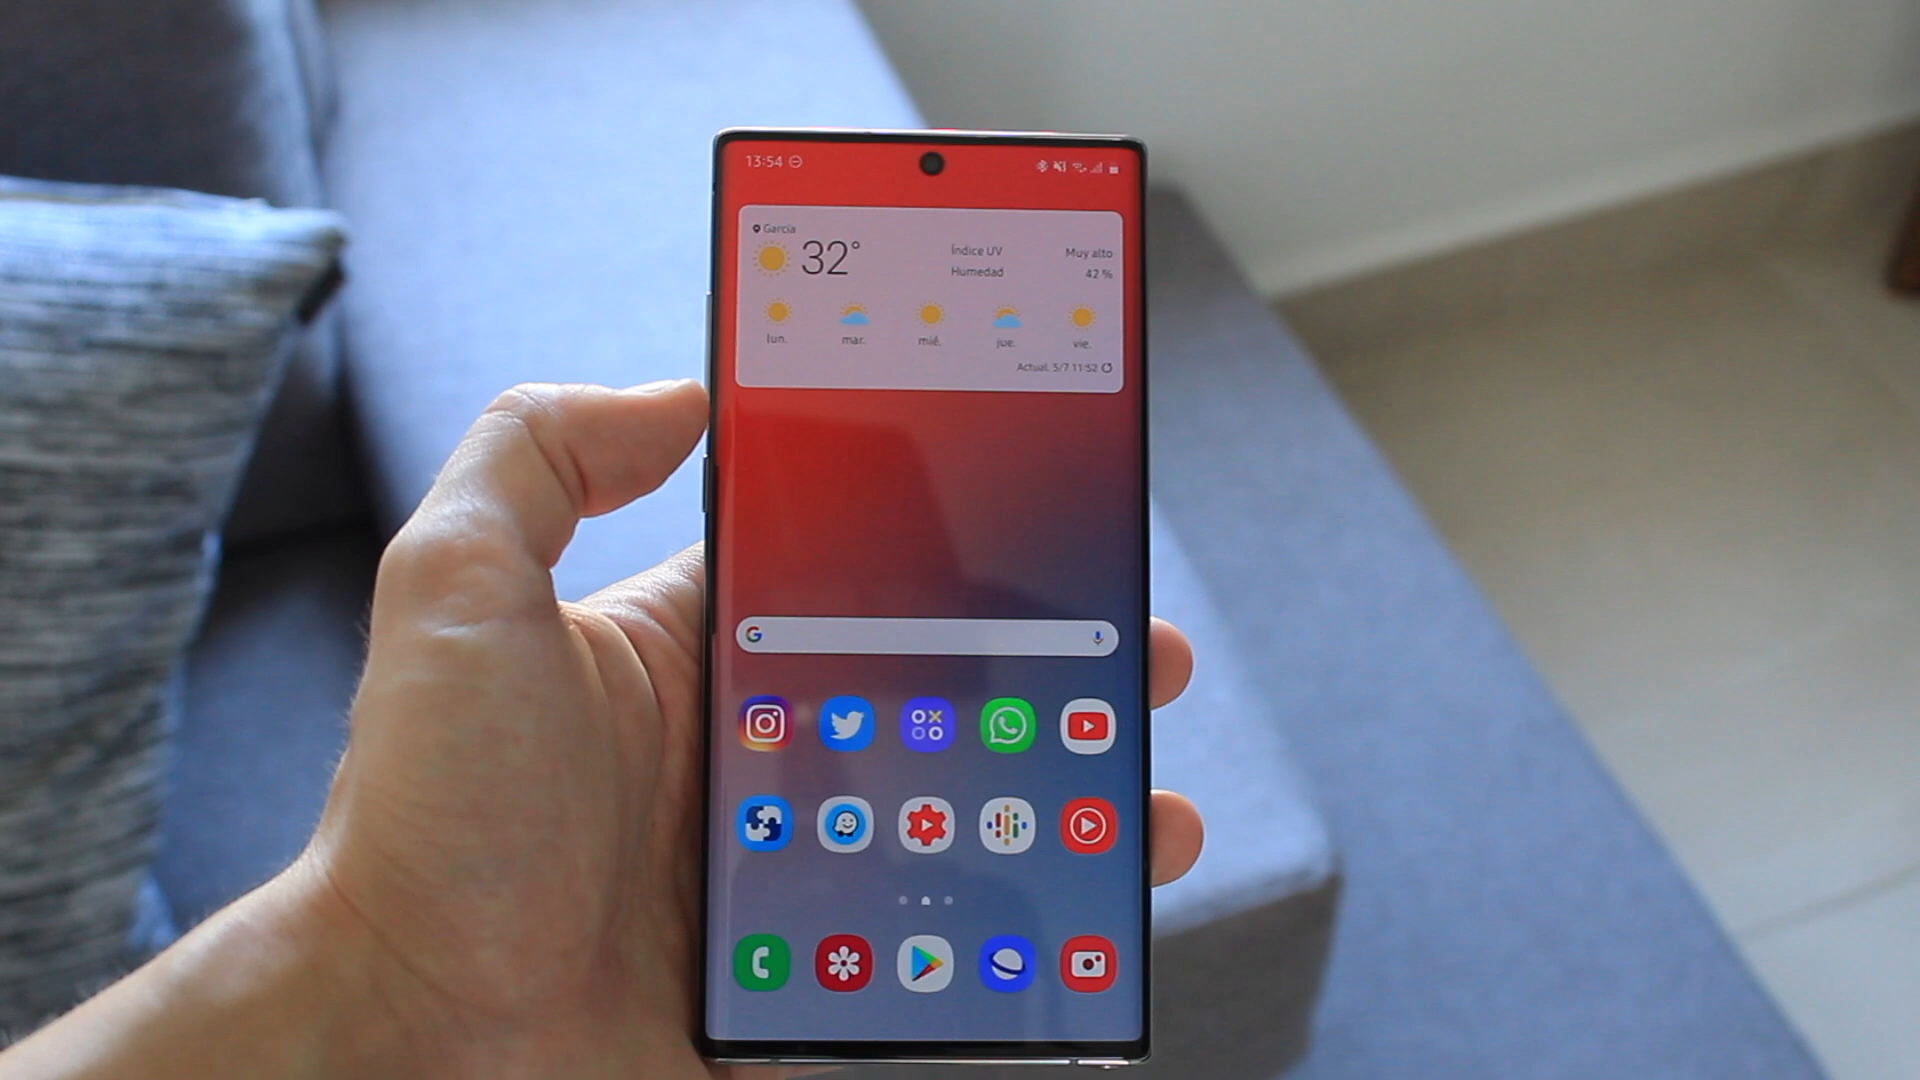 13:54
García
32°
Índice UV Muy alto
Humedad 42 %
lun. mar. mié. jue. vie.
Actual. 5/7 11:52